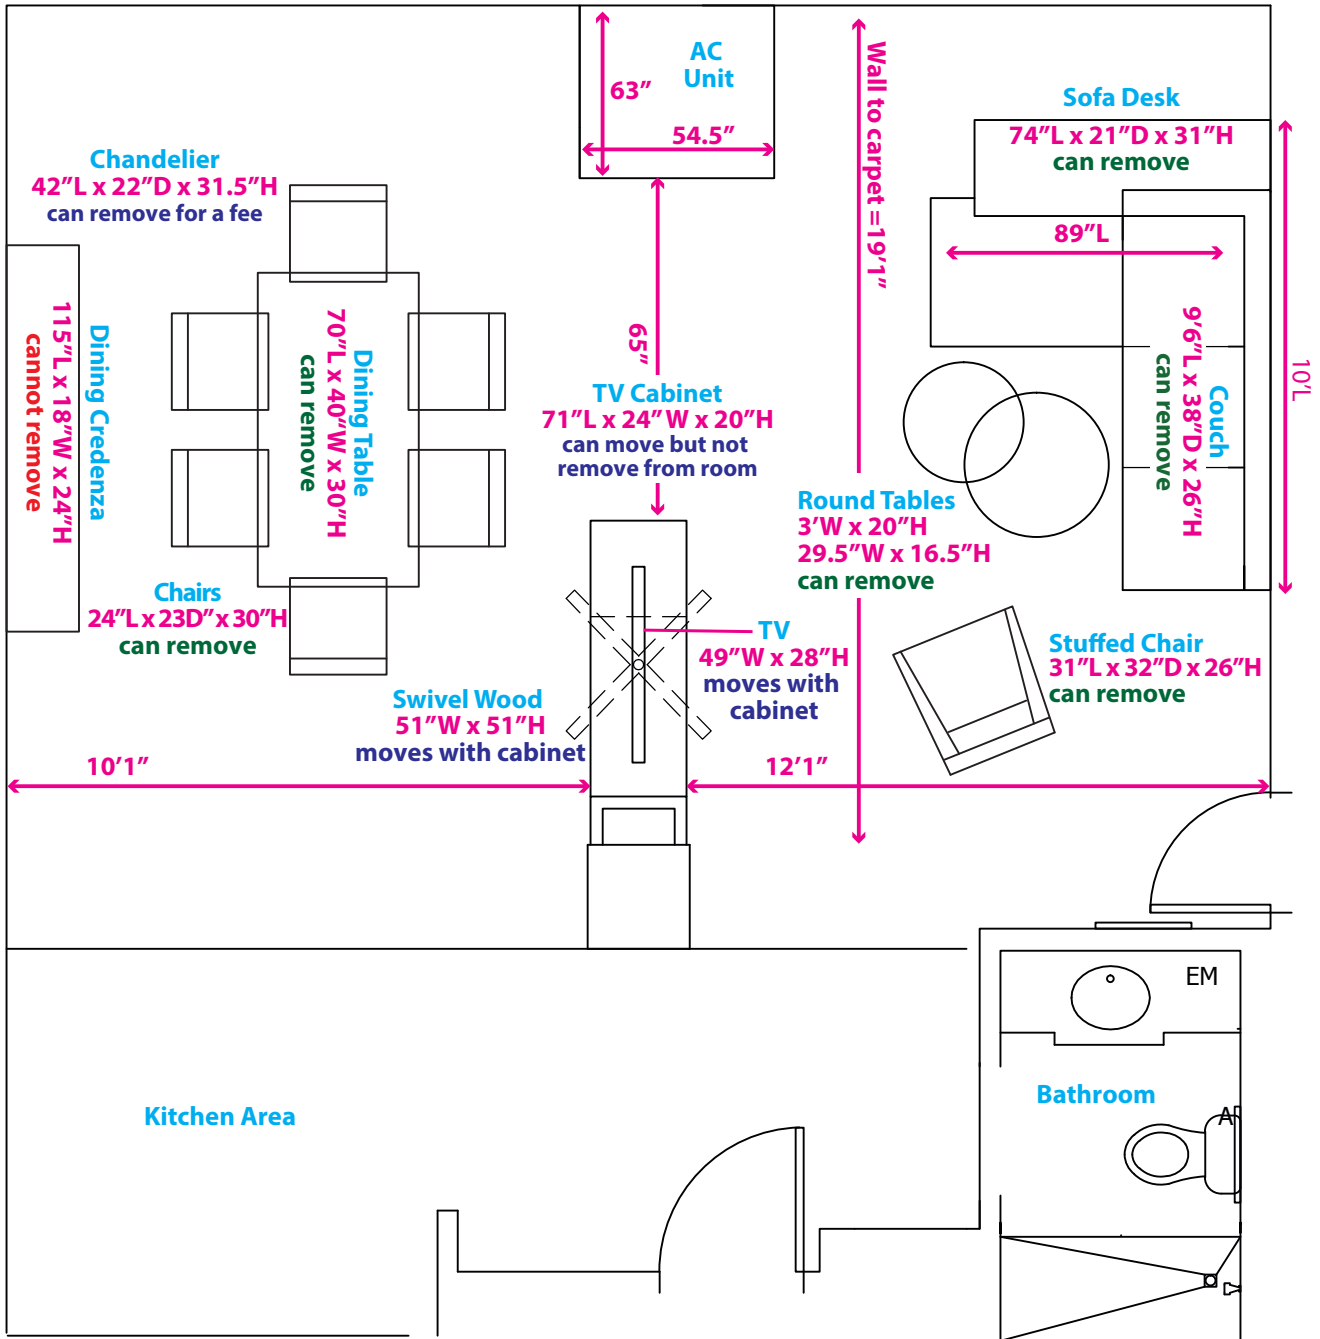 AC
Unit
63”
54.5”
Wall to carpet =19’1”
Sofa Desk
74”L x 21”D x 31”H
can remove
Chandelier
42”L x 22”D x 31.5”H
can remove for a fee
89”L
10’L
Dining Credenza
115”L x 18”W x 24”H
cannot remove
Dining Table
70”L x 40”W x 30”H
can remove
65”
TV Cabinet
71”L x 24” W x 20”H
can move but not
remove from room
Couch
9’6”L x 38”D x 26”H
can remove
Round Tables
3’W x 20”H
29.5”W x 16.5”H
can remove
Chairs
24”L x 23D” x 30”H
can remove
TV
49”W x 28”H
moves with
cabinet
Stuffed Chair
31”L x 32”D x 26”H
can remove
Swivel Wood
51”W x 51”H
moves with cabinet
10’1”
12’1”
EM
Bathroom
A
Kitchen Area